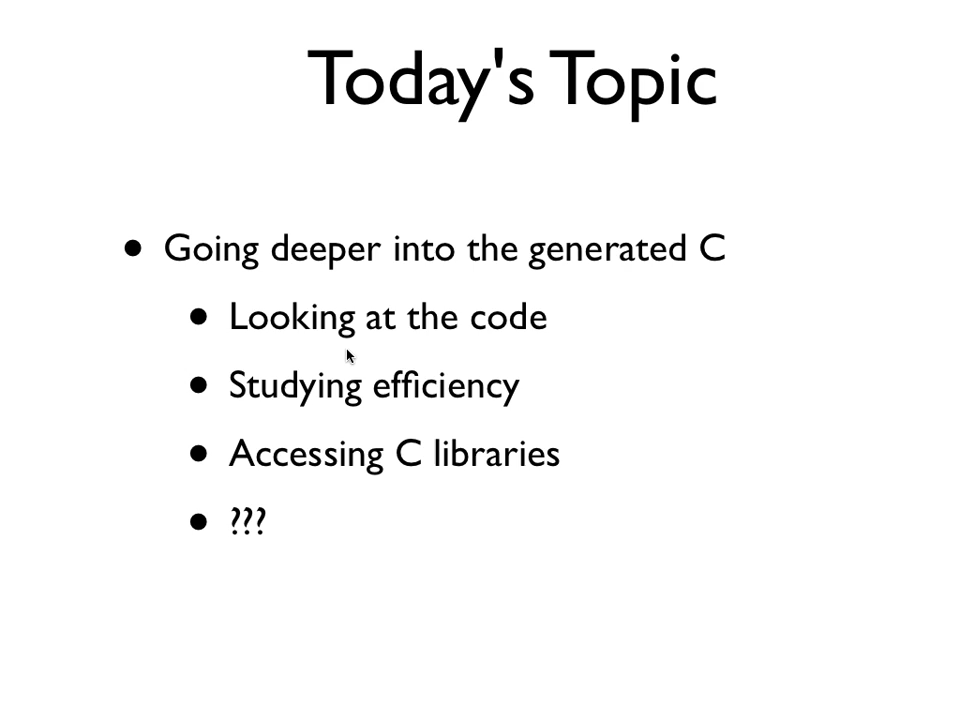 Today's Topic
• Going deeper into the generated C
• Looking at the code
• Studying efficiency
• Accessing C libraries
• ???